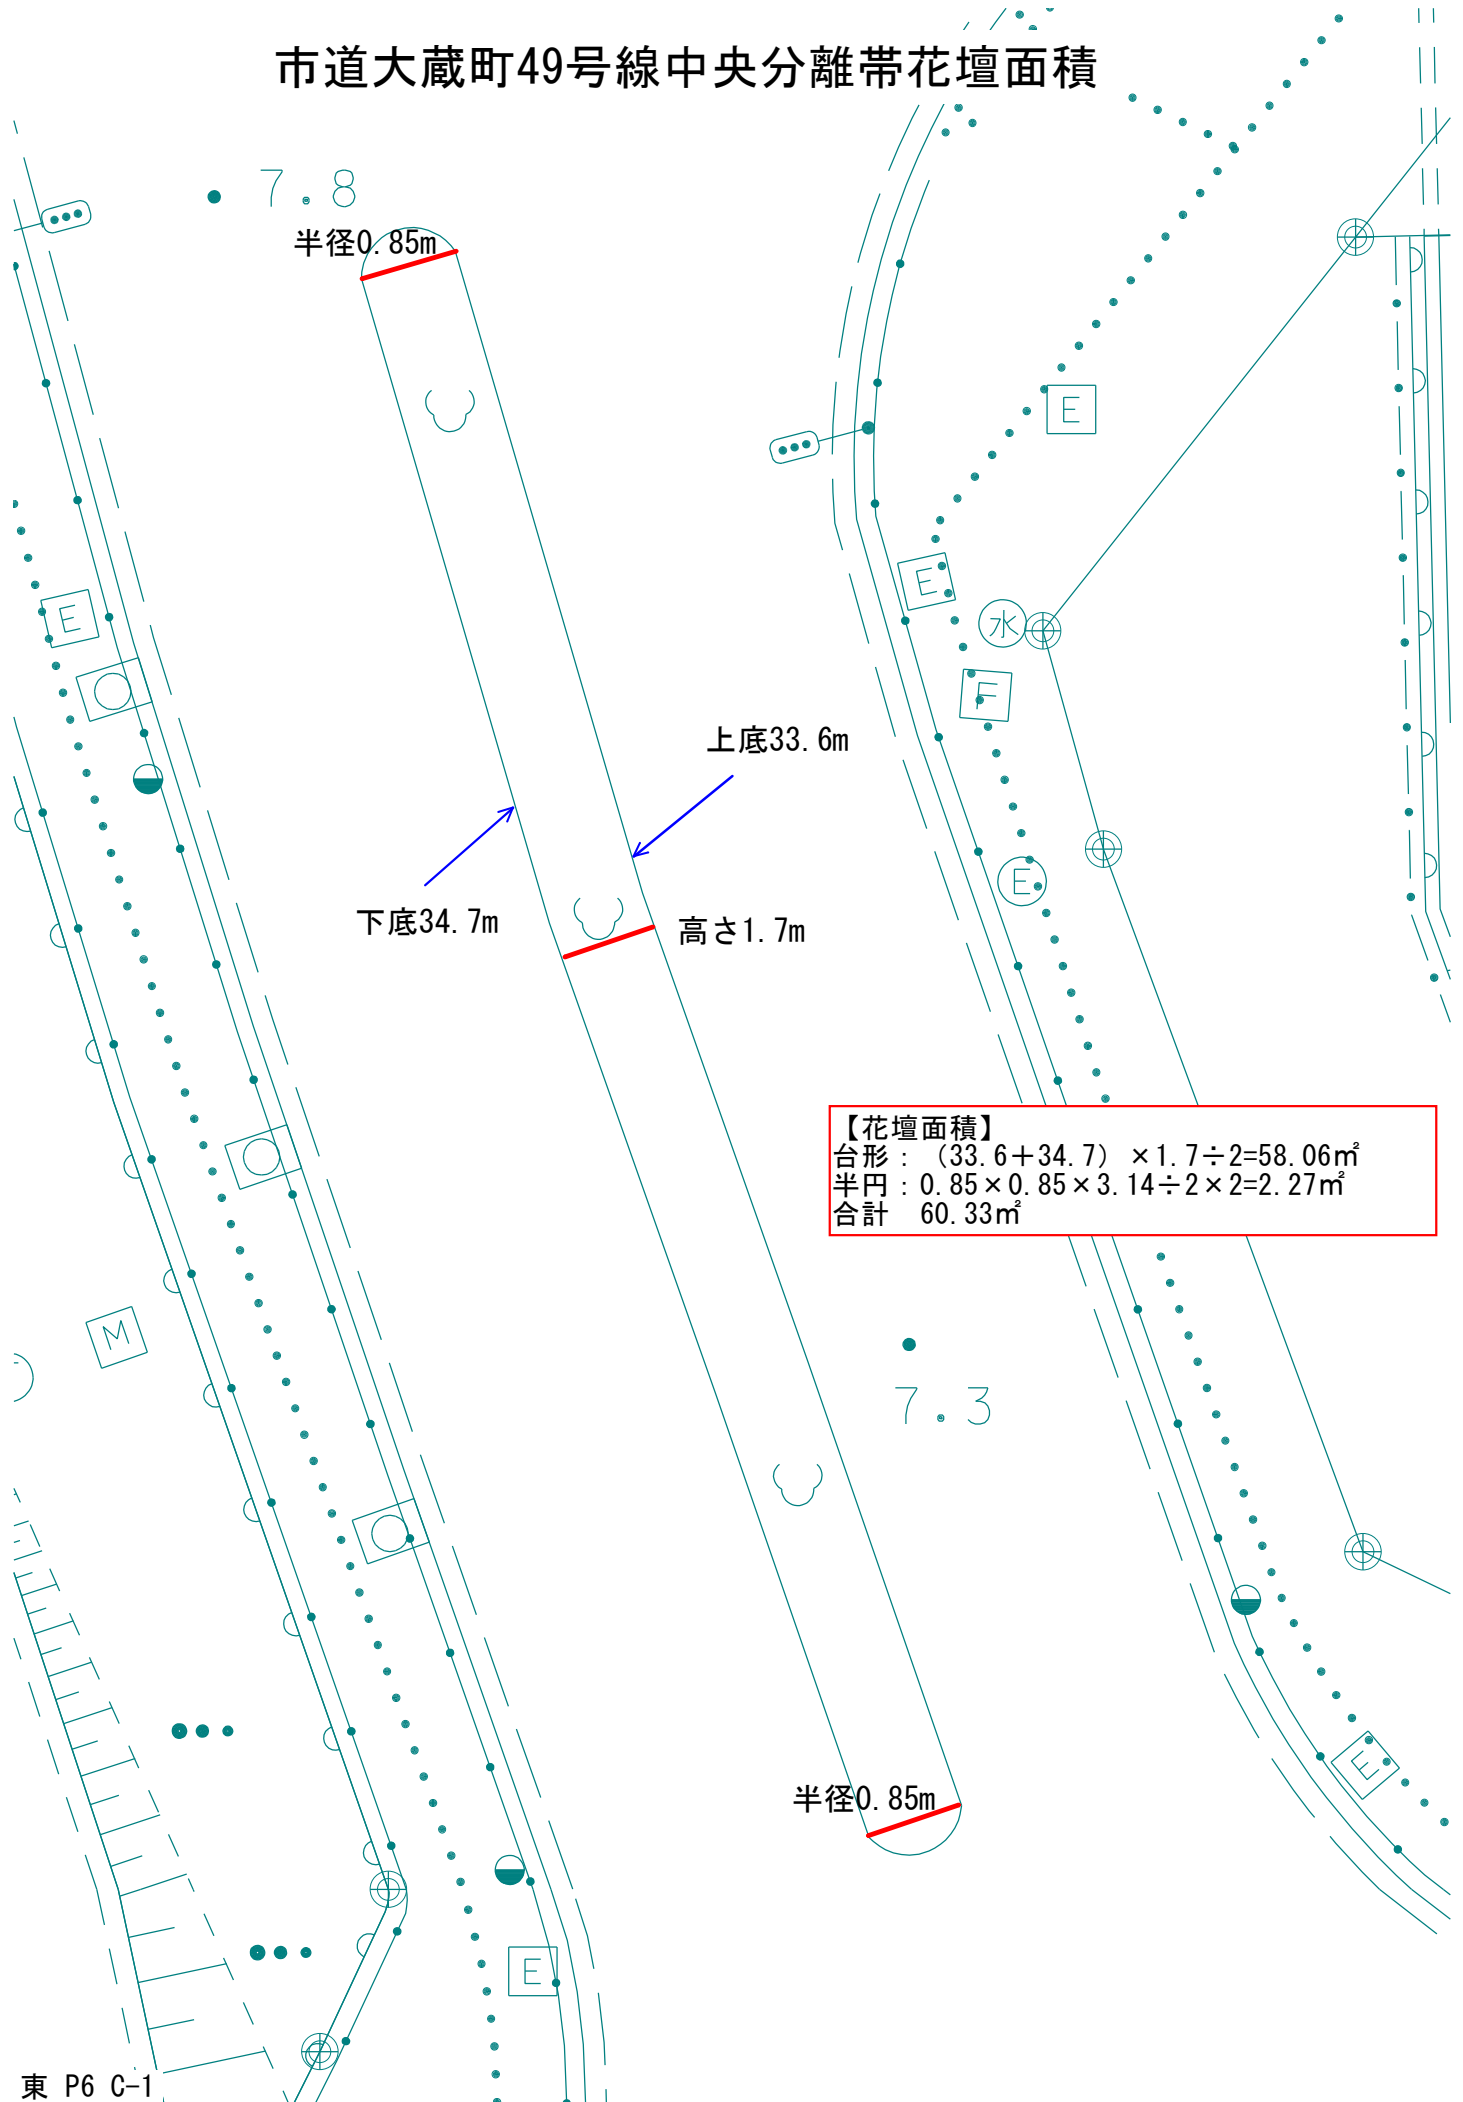 市道大蔵町49号線中央分離帯花壇面積
7.8
半径0.85m
E
E
E
水
F
上底33.6m
E
下底34.7m
高さ1.7m
【花壇面積】
台形：（33.6＋34.7）×1.7÷2=58.06㎡
半円：0.85×0.85×3.14÷2×2=2.27㎡
合計　60.33㎡
M
7.3
E
半径0.85m
E
東 P6 C-1